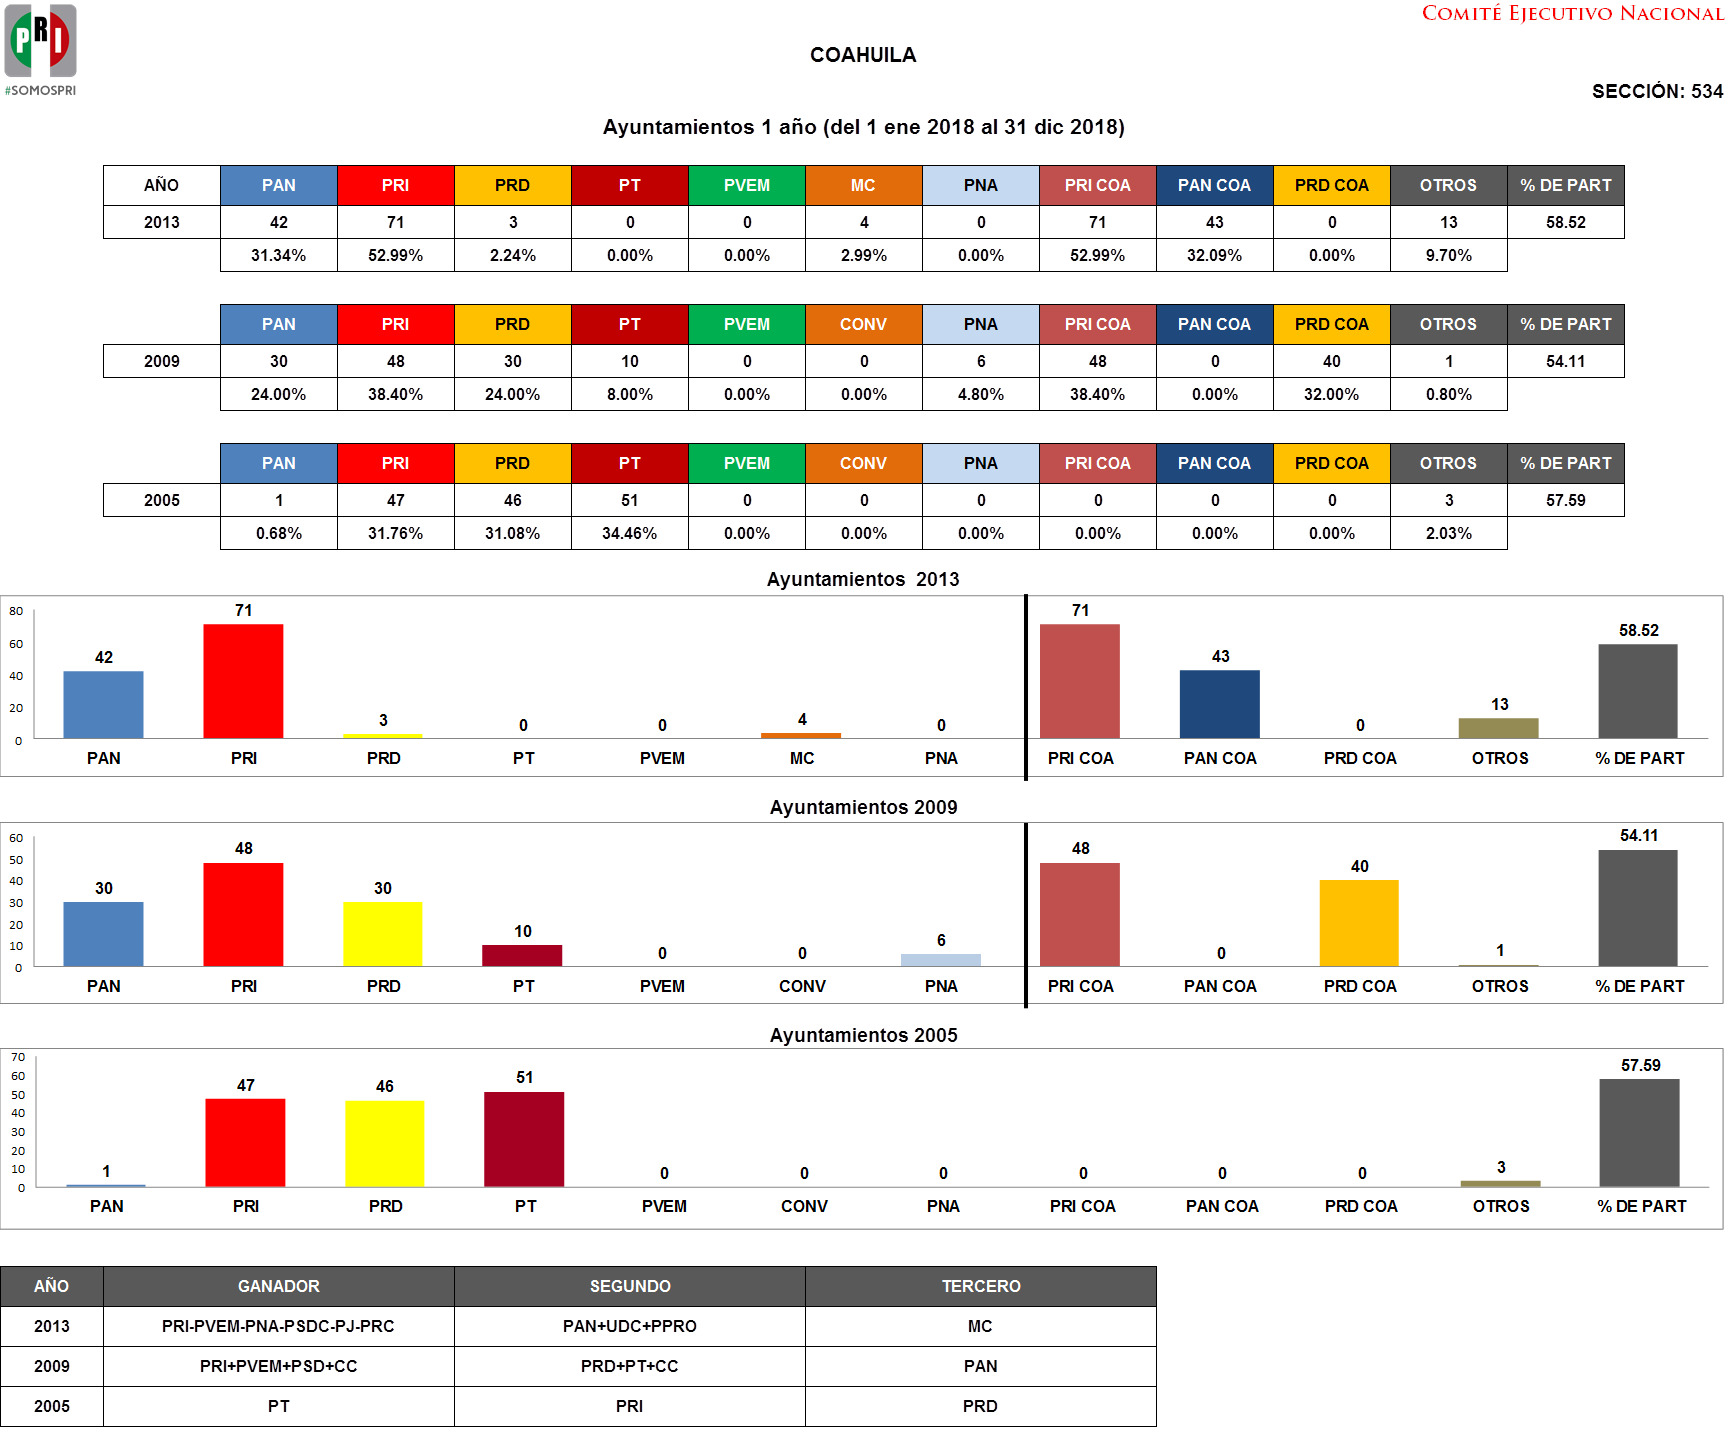 COMITÉ EJECUTIVO NACIONAL
PRI
#SOMOSPRI
COAHUILA
SECCIÓN: 534
Ayuntamientos 1 año (del 1 ene 2018 al 31 dic 2018)
AÑO PAN PRI PRD PT PVEM MC PNA PRI COA PAN COA PRD COA OTROS % DE PART
2013 42 71 3 0 0 4 0 71 43 0 13 58.52
31.34% 52.99% 2.24% 0.00% 0.00% 2.99% 0.00% 52.99% 32.09% 0.00% 9.70%
PAN PRI PRD PT PVEM CONV PNA PRI COA PAN COA PRD COA OTROS % DE PART
2009 30 48 30 10 0 0 6 48 0 40 1 54.11
24.00% 38.40% 24.00% 8.00% 0.00% 0.00% 4.80% 38.40% 0.00% 32.00% 0.80%
PAN PRI PRD PT PVEM CONV PNA PRI COA PAN COA PRD COA OTROS % DE PART
2005 1 47 46 51 0 0 0 0 0 0 3 57.59
0.68% 31.76% 31.08% 34.46% 0.00% 0.00% 0.00% 0.00% 0.00% 0.00% 2.03%
Ayuntamientos 2013
80
60
40
20
0
42 71 3 0 0 4 0 71 43 0 13 58.52
PAN PRI PRD PT PVEM MC PNA PRI COA PAN COA PRD COA OTROS % DE PART
Ayuntamientos 2009
60
50
40
30
20
10
0
30 48 30 10 0 0 6 48 0 40 1 54.11
PAN PRI PRD PT PVEM CONV PNA PRI COA PAN COA PRD COA OTROS % DE PART
Ayuntamientos 2005
70
60
50
40
30
20
10
0
1 47 46 51 0 0 0 0 0 0 3 57.59
PAN PRI PRD PT PVEM CONV PNA PRI COA PAN COA PRD COA OTROS % DE PART
AÑO GANADOR SEGUNDO TERCERO
2013 PRI-PVEM-PNA-PSDC-PJ-PRC PAN+UDC+PPRO MC
2009 PRI+PVEM+PSD+CC PRD+PT+CC PAN
2005 PT PRI PRD